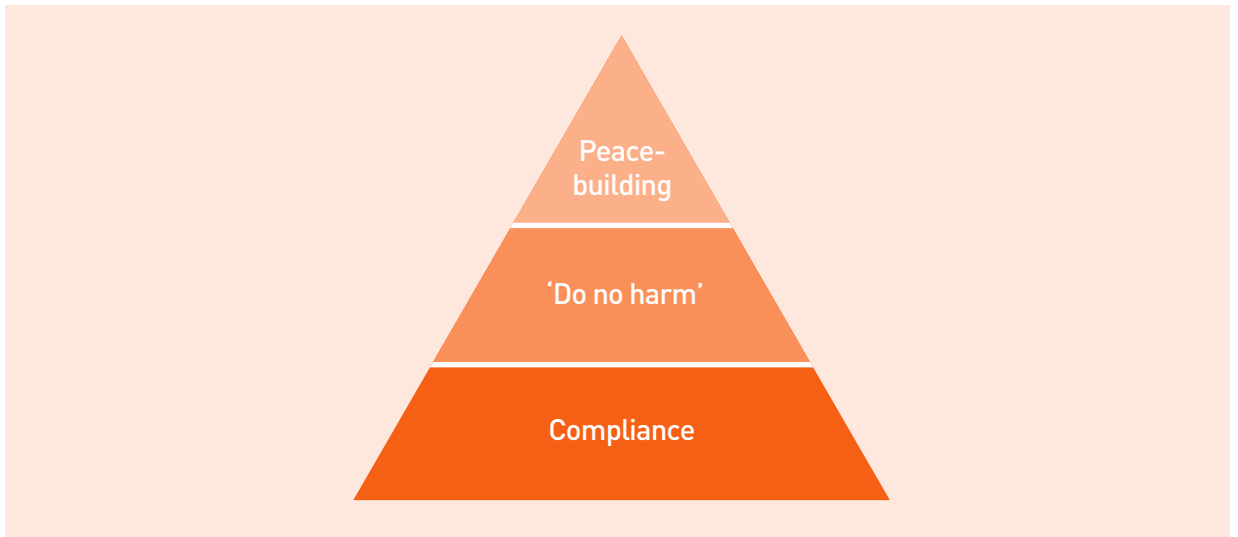 Peace-
building
‘Do no harm’
Compliance